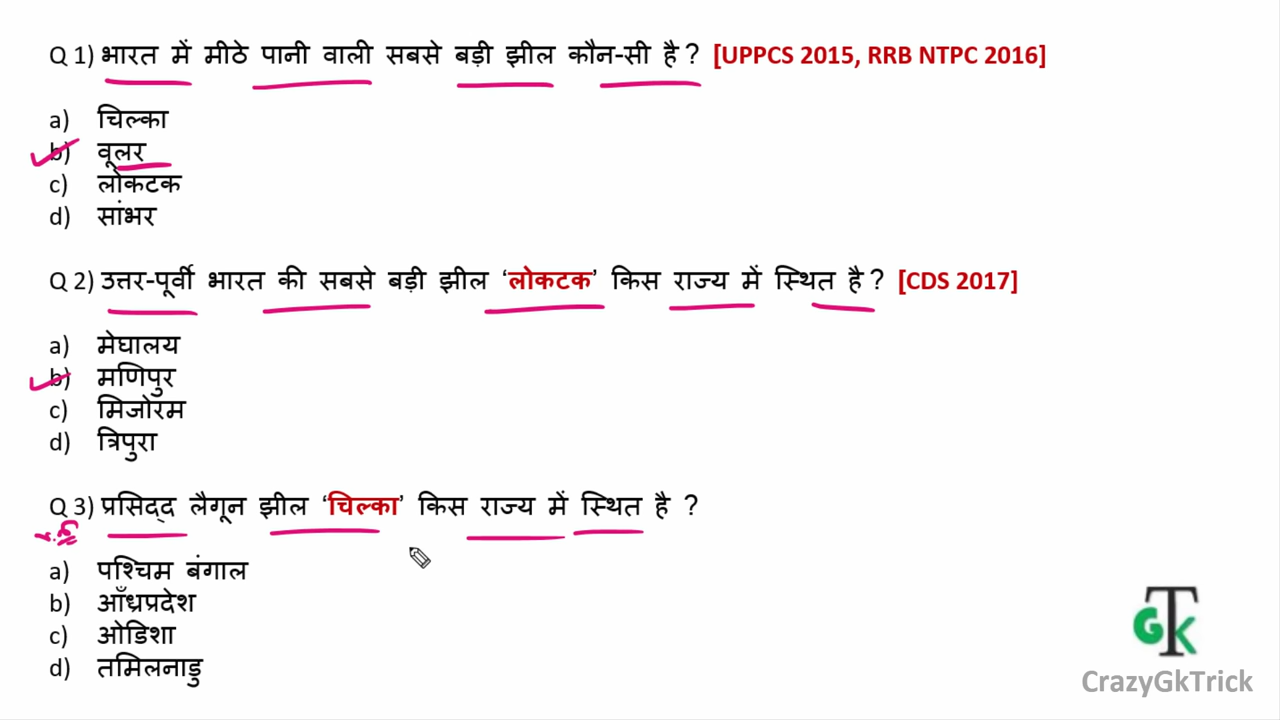 Q 1) भारत में मीठे पानी वाली सबसे बड़ी झील कौन-सी है ? [UPPCS 2015, RRB NTPC 2016]
a) चिल्का
b) वूलर
c) लोकटक
d) सांभर
Q 2) उत्तर-पूर्वी भारत की सबसे बड़ी झील ‘लोकटक’ किस राज्य में स्थित है ? [CDS 2017]
a) मेघालय
b) मणिपुर
c) मिजोरम
d) त्रिपुरा
Q 3) प्रसिद्द लैगून झील ‘चिल्का’ किस राज्य में स्थित है ?
a) पश्चिम बंगाल
b) आँध्रप्रदेश
c) ओडिशा
d) तमिलनाडु
GTK
CrazyGkTrick